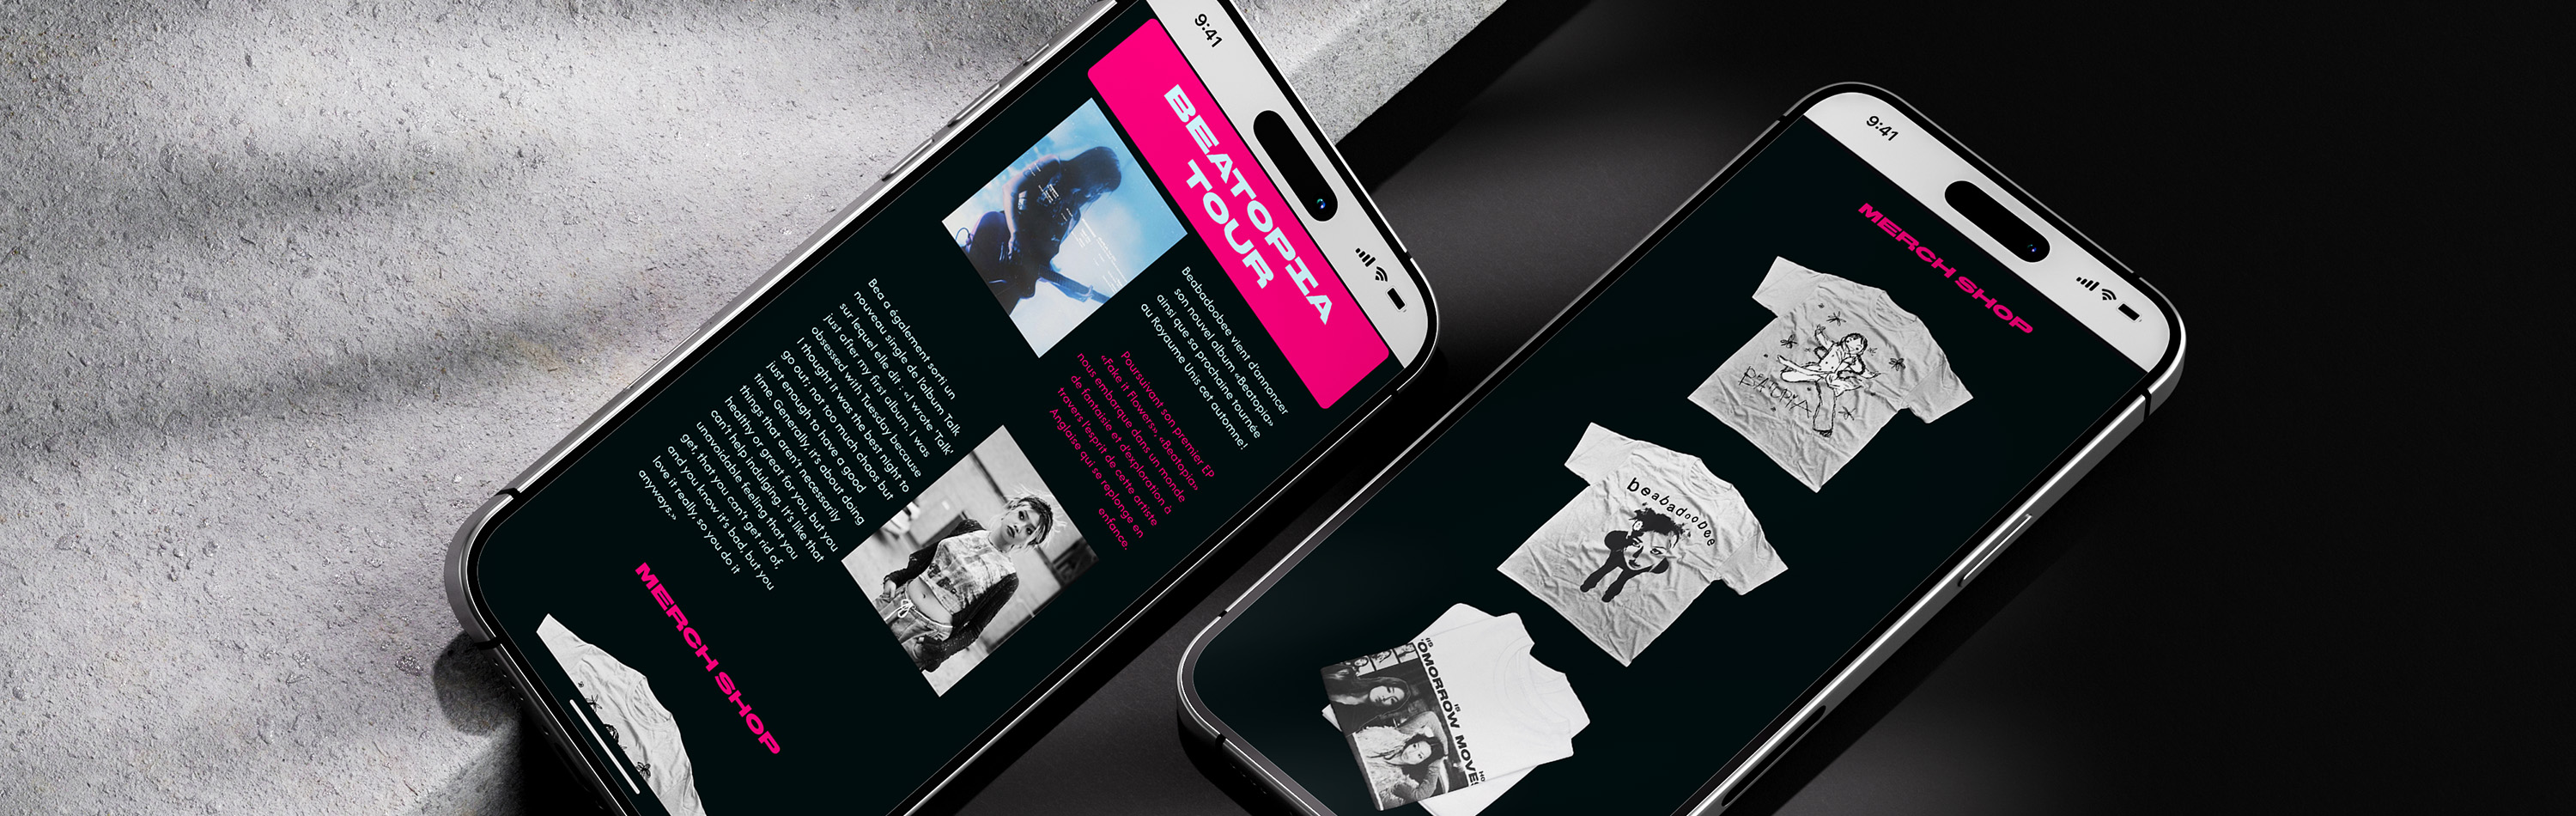 9:41
BEATOPIA
TOUR
Beabadoobee vient d'annoncer
son nouvel album «Beatopia»
ainsi que sa prochaine tournée
au Royaume Unis cet automne!
Poursuivant son premier EP
«Fake it Flowers», «Beatopia»
nous embarque dans un monde
de fantaisie et d'exploration à
travers l'esprit de cette artiste
Anglaise qui se replonge en
enfance.
Bea a également sorti un
nouveau single de l'album Talk
sur lequel elle dit : «I wrote 'Talk'
just after my first album. I was
obsessed with Tuesday because
I thought it was the best night to
go out; not too much chaos but
just enough to have a good
time. Generally, it's about doing
things that aren't necessarily
healthy or great for you, but you
can't help indulging. It's like that
unavoidable feeling that you
get, that you can't get rid of,
and you know it's bad, but you
love it really, so you do it
anyways.»
MERCH SHOP
9:41
MERCH SHOP
BEATOPIA
beabadoobee
OMORROW IS
MOVE